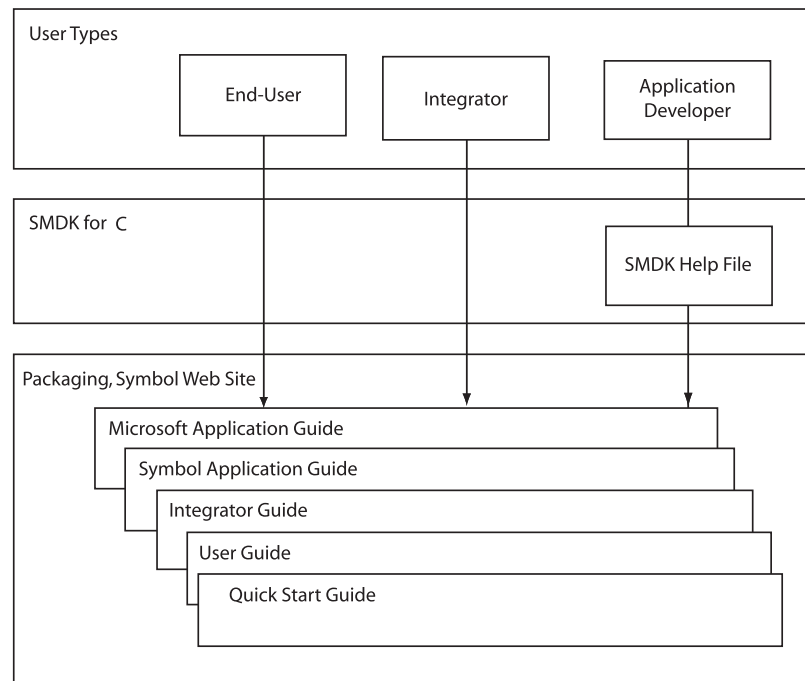 User Types
End-User
Integrator
Application
Developer
SMDK for C
SMDK Help File
Packaging, Symbol Web Site
Microsoft Application Guide
Symbol Application Guide
Integrator Guide
User Guide
Quick Start Guide